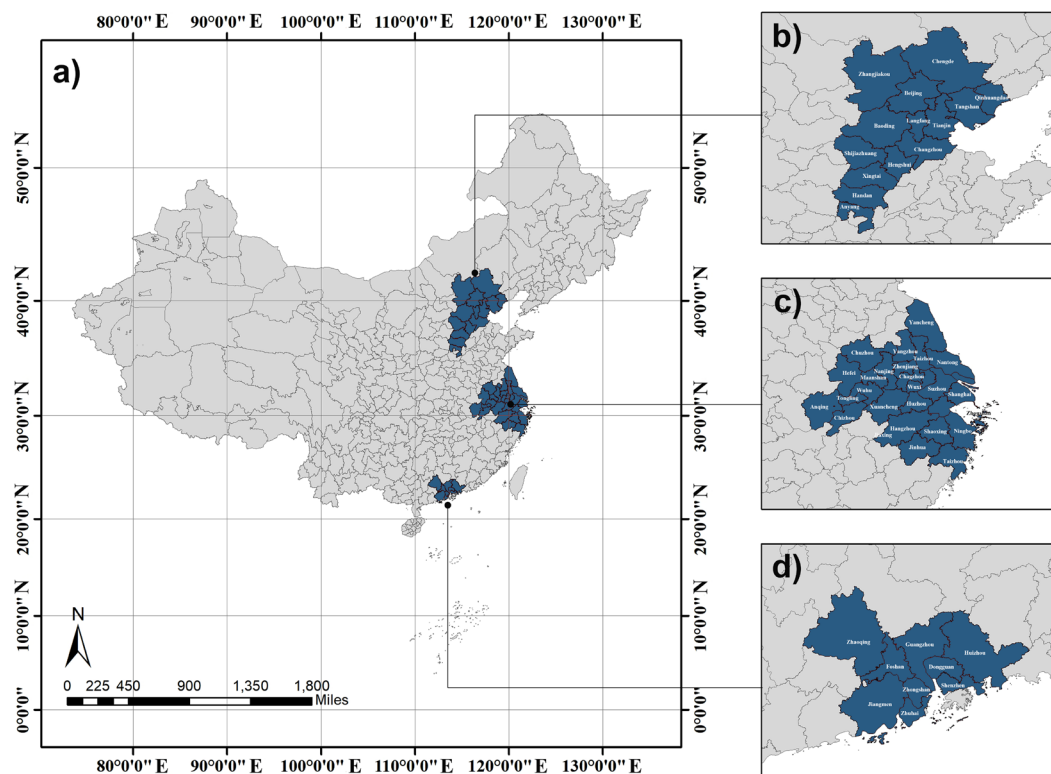 80°0'0"E 90°0'0"E 100°0'0"E 110°0'0"E 120°0'0"E 130°0'0"E
a)
50°0'0"N
40°0'0"N
30°0'0"N
20°0'0"N
10°0'0"N
0°0'0"
50°0'0"N
40°0'0"N
30°0'0"N
20°0'0"N
10°0'0"N
0°0'0"
N
0 225 450 900 1,350 1,800
Miles
80°0'0"E 90°0'0"E 100°0'0"E 110°0'0"E 120°0'0"E 130°0'0"E
b)
Chengde
Zhangjiakou
Beijing
Qinhuangdao
Tangshan
Langfang
Tianjin
Baoding
Cangzhou
Shijiazhuang
Hengshui
Xingtai
Handan
Anyang
c)
Yancheng
Chuzhou
Yangzhou
Taizhou
Nantong
Zhenjiang
Hefei
Nanjing
Maanshan
Changzhou
Wuhu
Wuxi
Suzhou
Shanghai
Tongling
Anqing
Xuancheng
Huzhou
Chizhou
Hangzhou
Shaoxing
Ningbo
Jinhua
Taizhou
d)
Zhaoqing
Guangzhou
Huizhou
Foshan
Dongguan
Shenzhen
Zhongshan
Jiangmen
Zhuhai